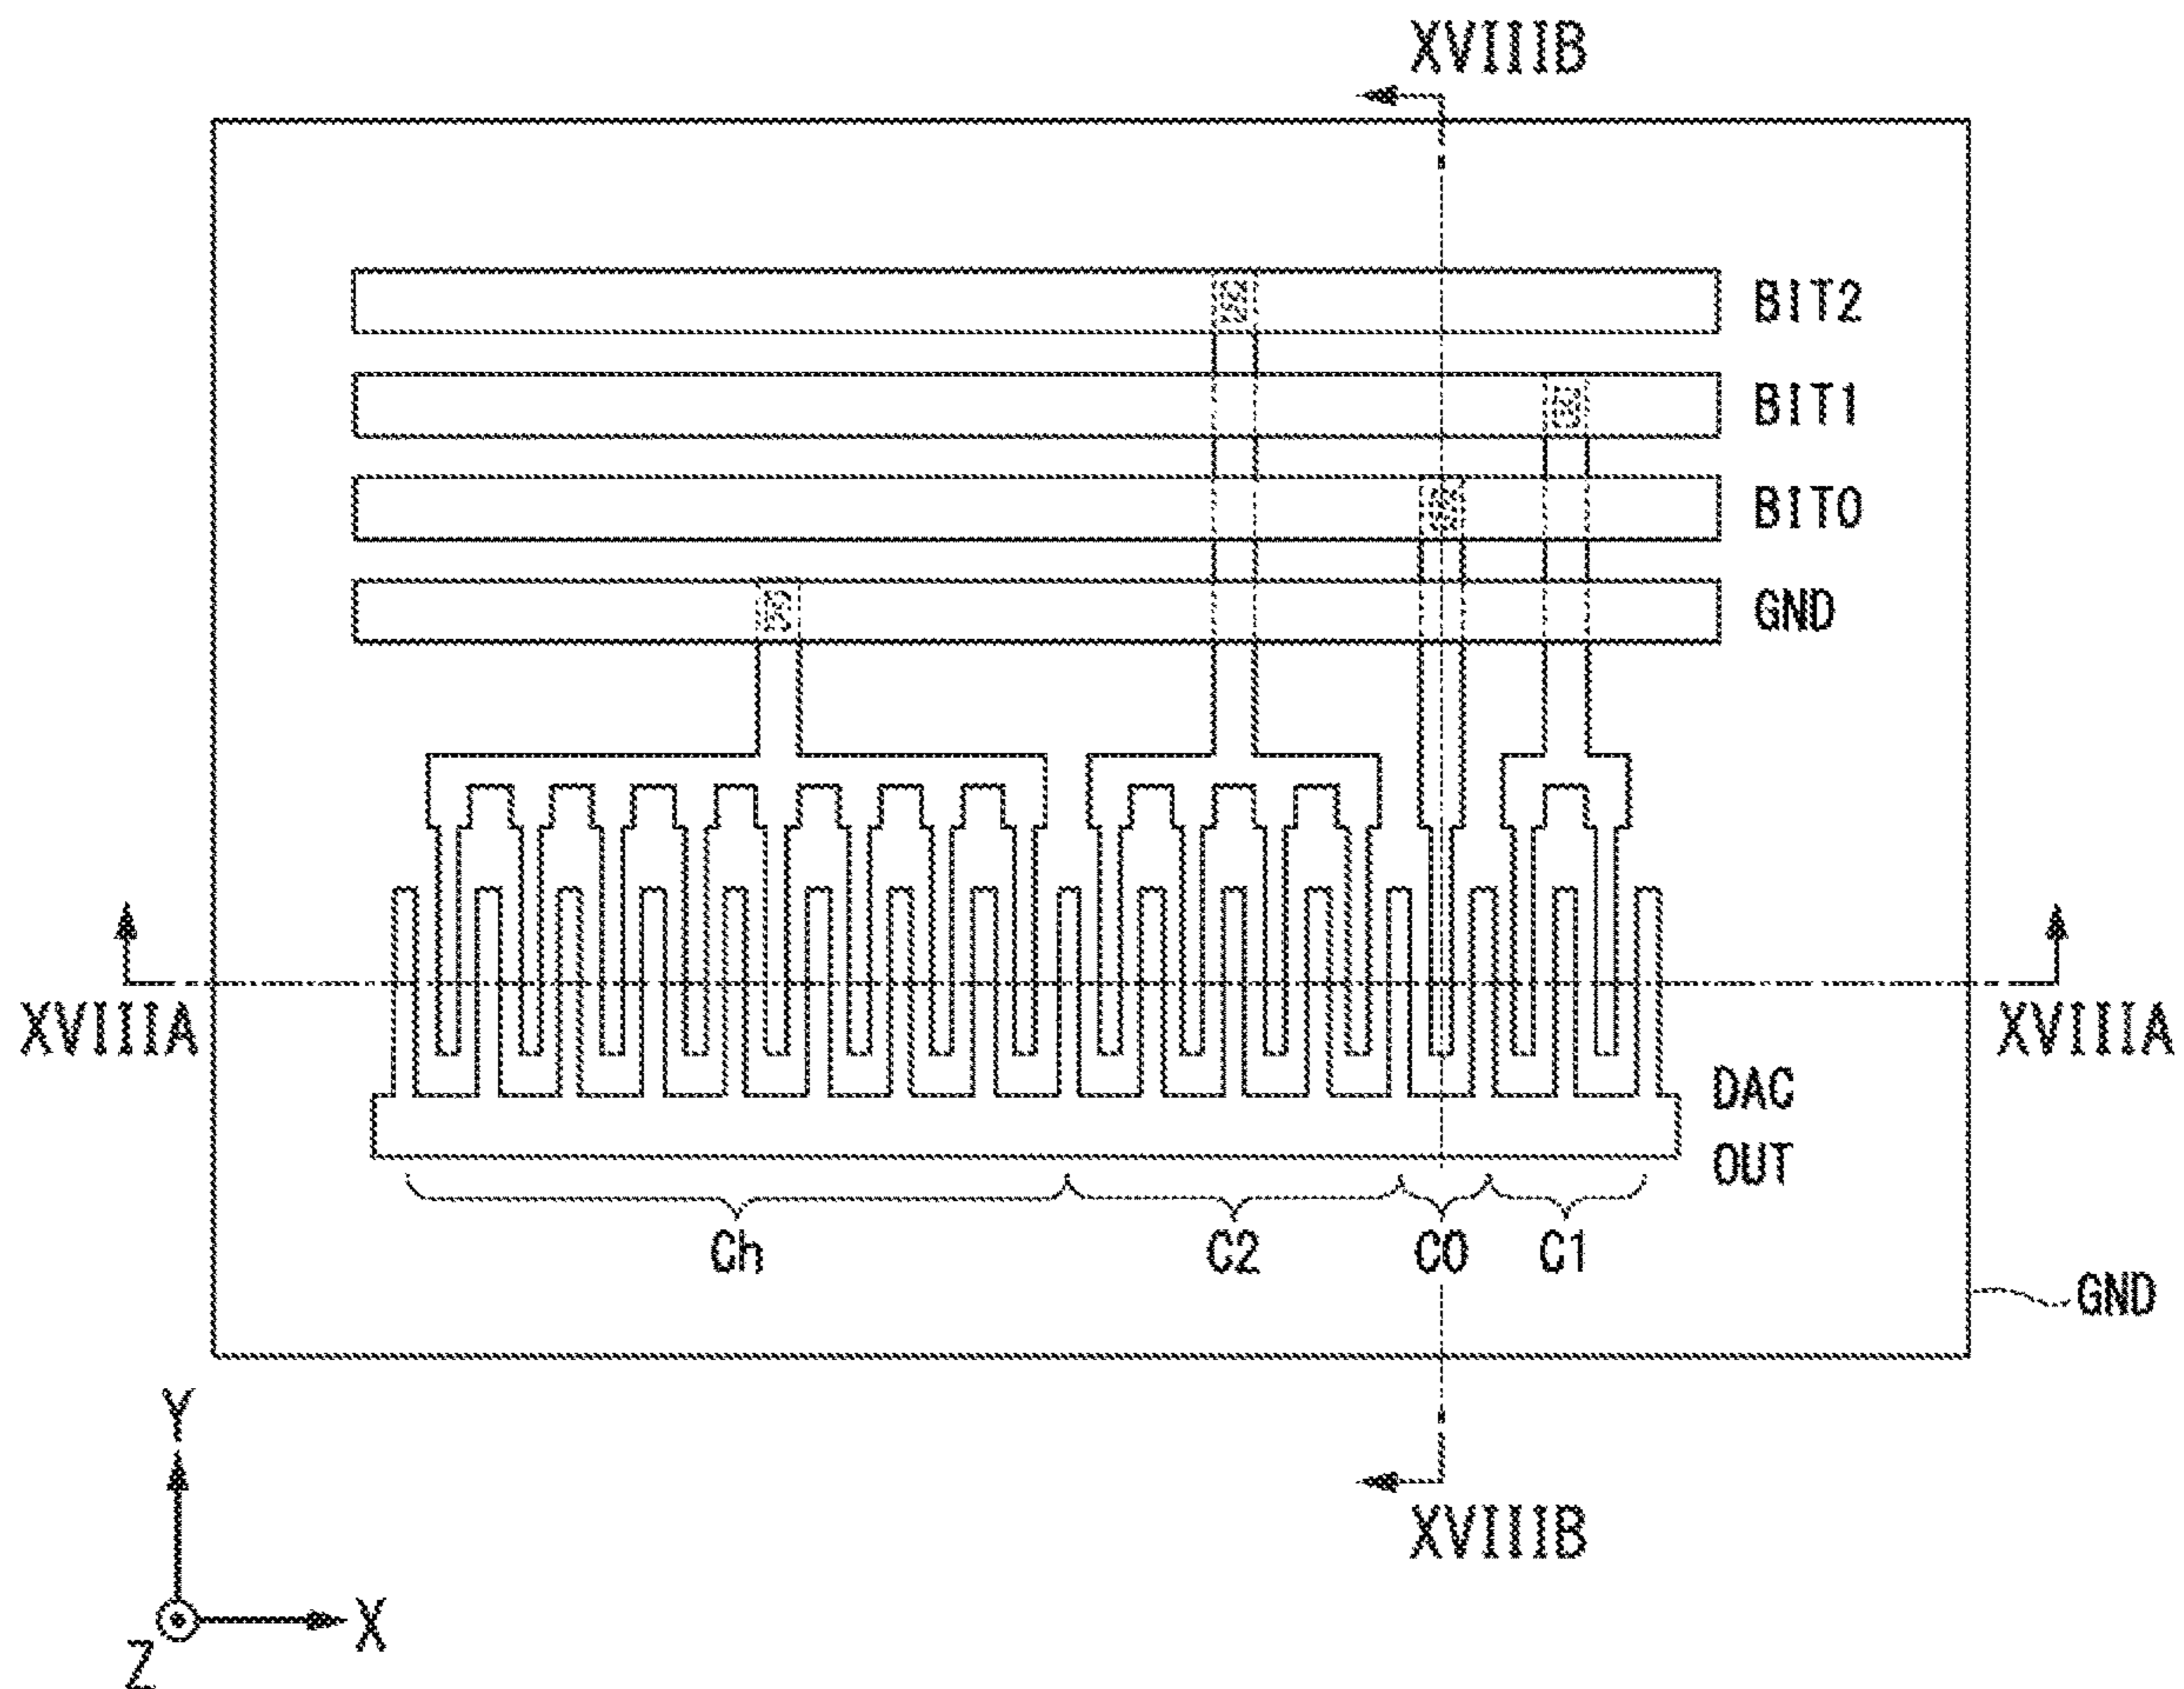 XVIIIB
BIT2
BIT1
BIT0
GND
XVIIIA
XVIIIA
DAC
OUT
Ch
C2
C0
C1
GND
Y
XVIIIB
X
Z